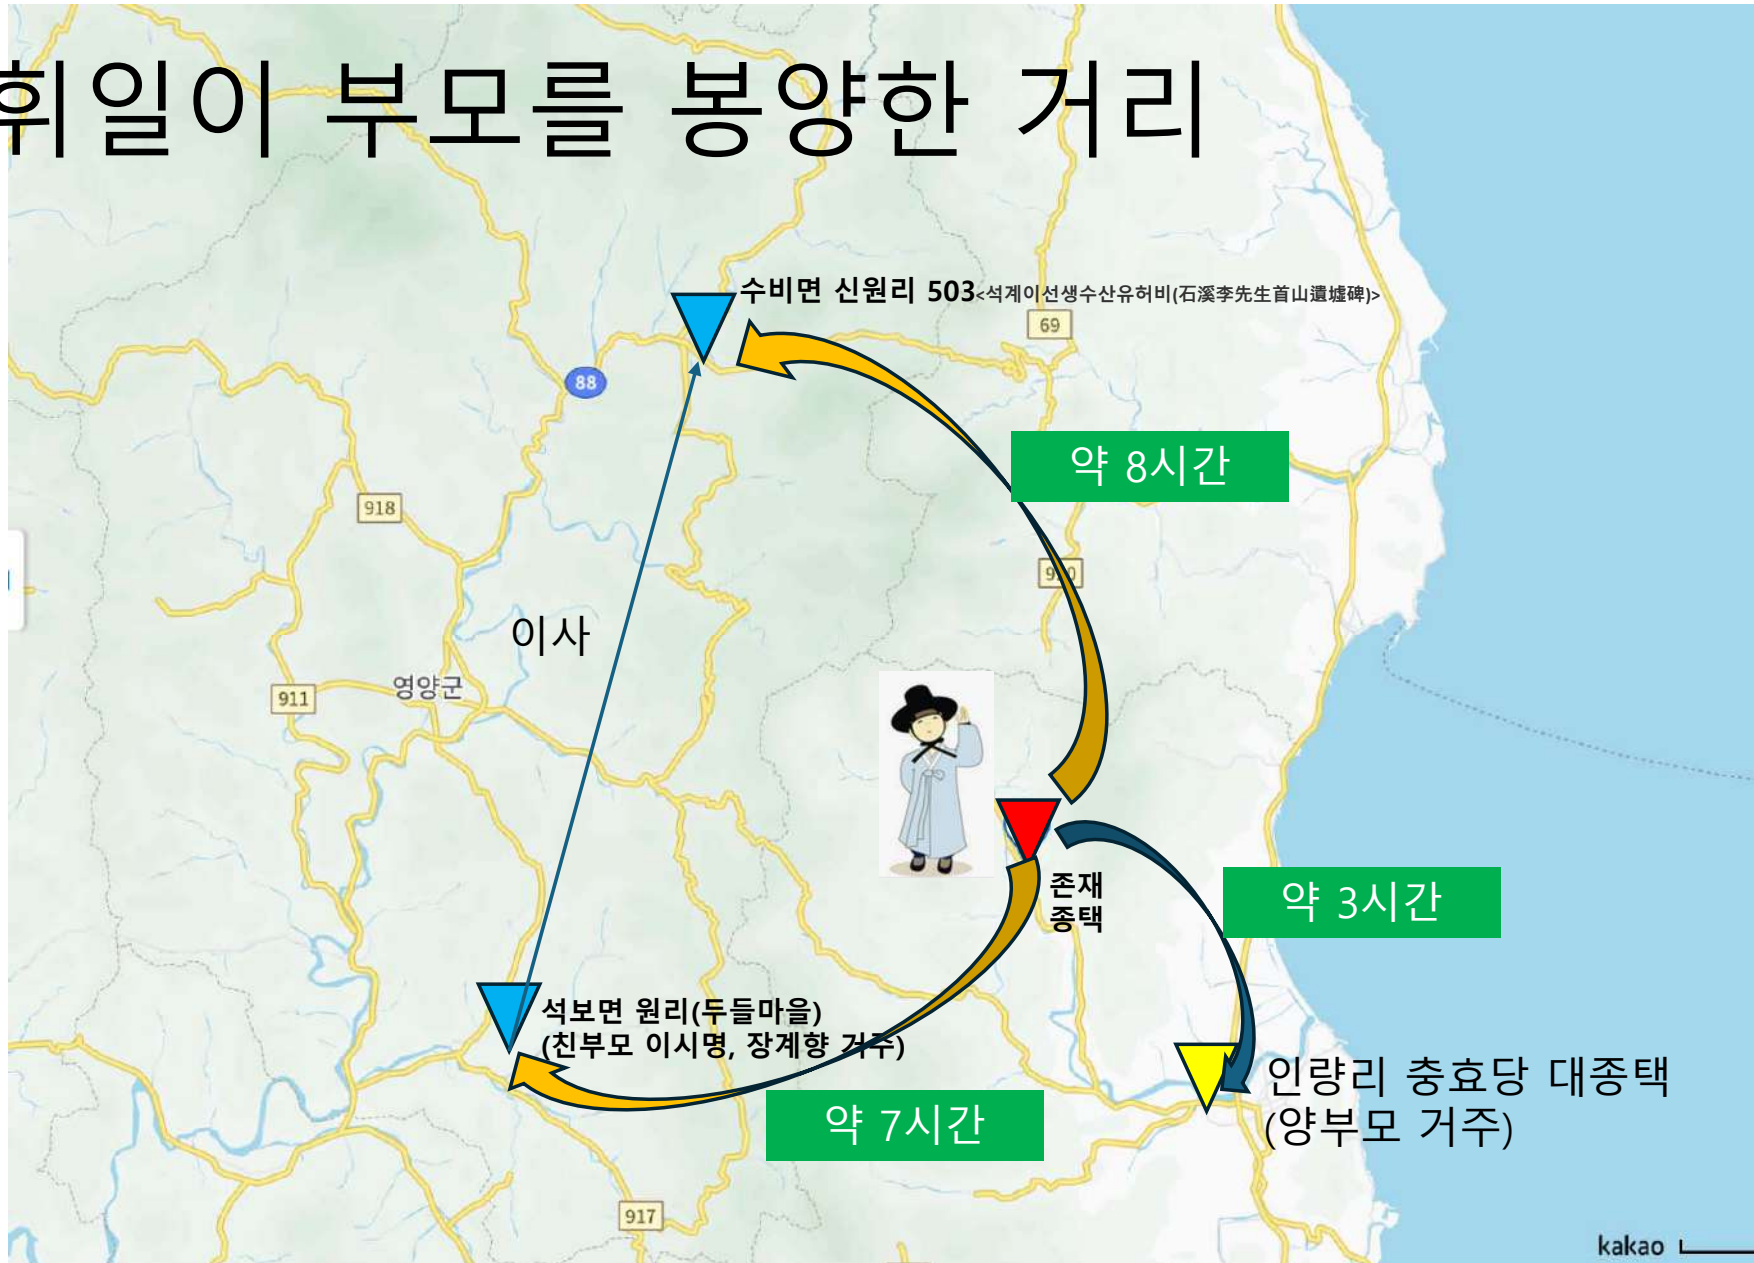 휘일이 부모를 봉양한 거리
수비면 신원리 503<석계이선생수산유허비(石溪李先生首山遺墟碑)>
69
88
약 8시간
918
이사
영양군
911
존재
종택
약 3시간
석보면 원리(두들마을)
(친부모 이시명, 장계향 거주)
인량리 충효당 대종택
(양부모 거주)
약 7시간
917
kakao